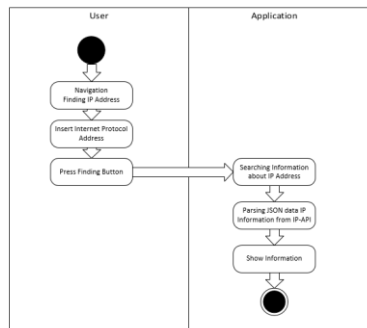 User
Application
Navigation
Finding IP Address
Insert Internet Protocol
Address
Press Finding Button
Searching Information
about IP Address
Parsing JSON data IP
Information from IP-API
Show Information